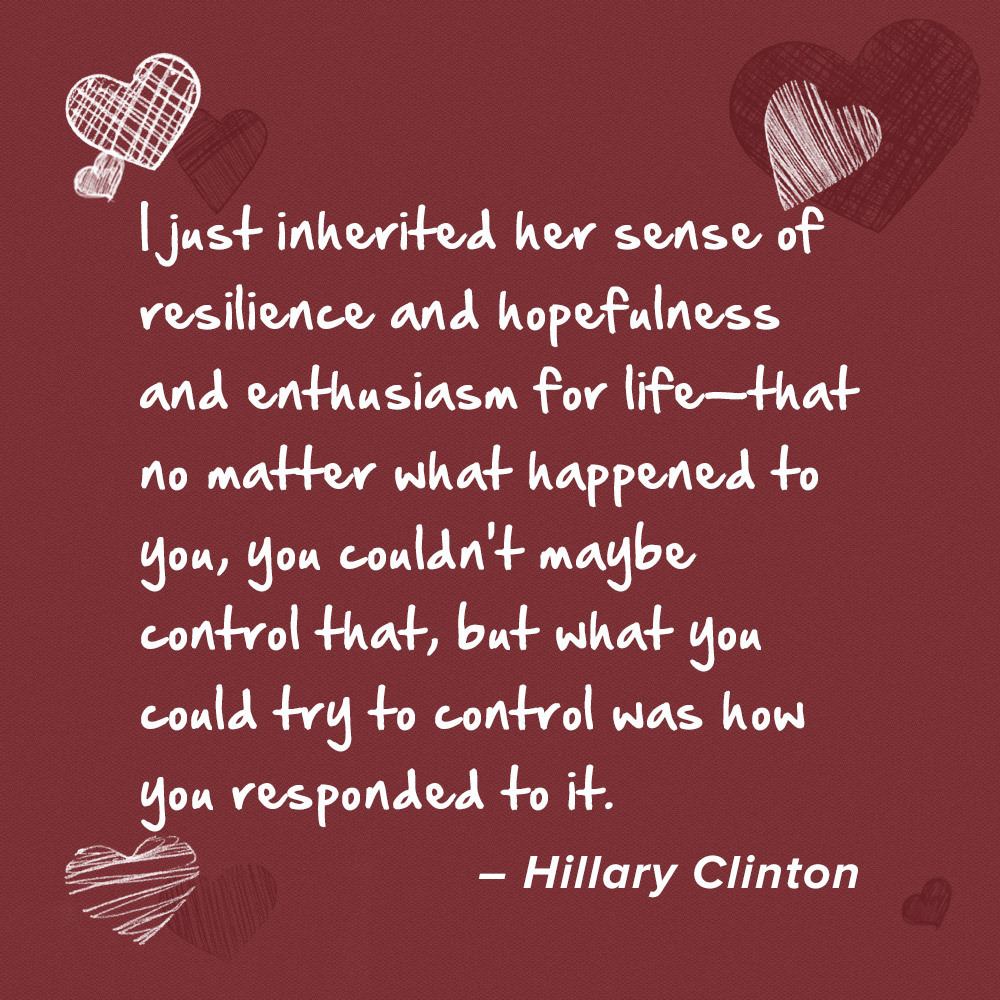 I just inherited her sense of
resilience and hopefulness
and enthusiasm for life—that
no matter what happened to
you, you couldn't maybe
control that, but what you
could try to control was how
you responded to it.
– Hillary Clinton